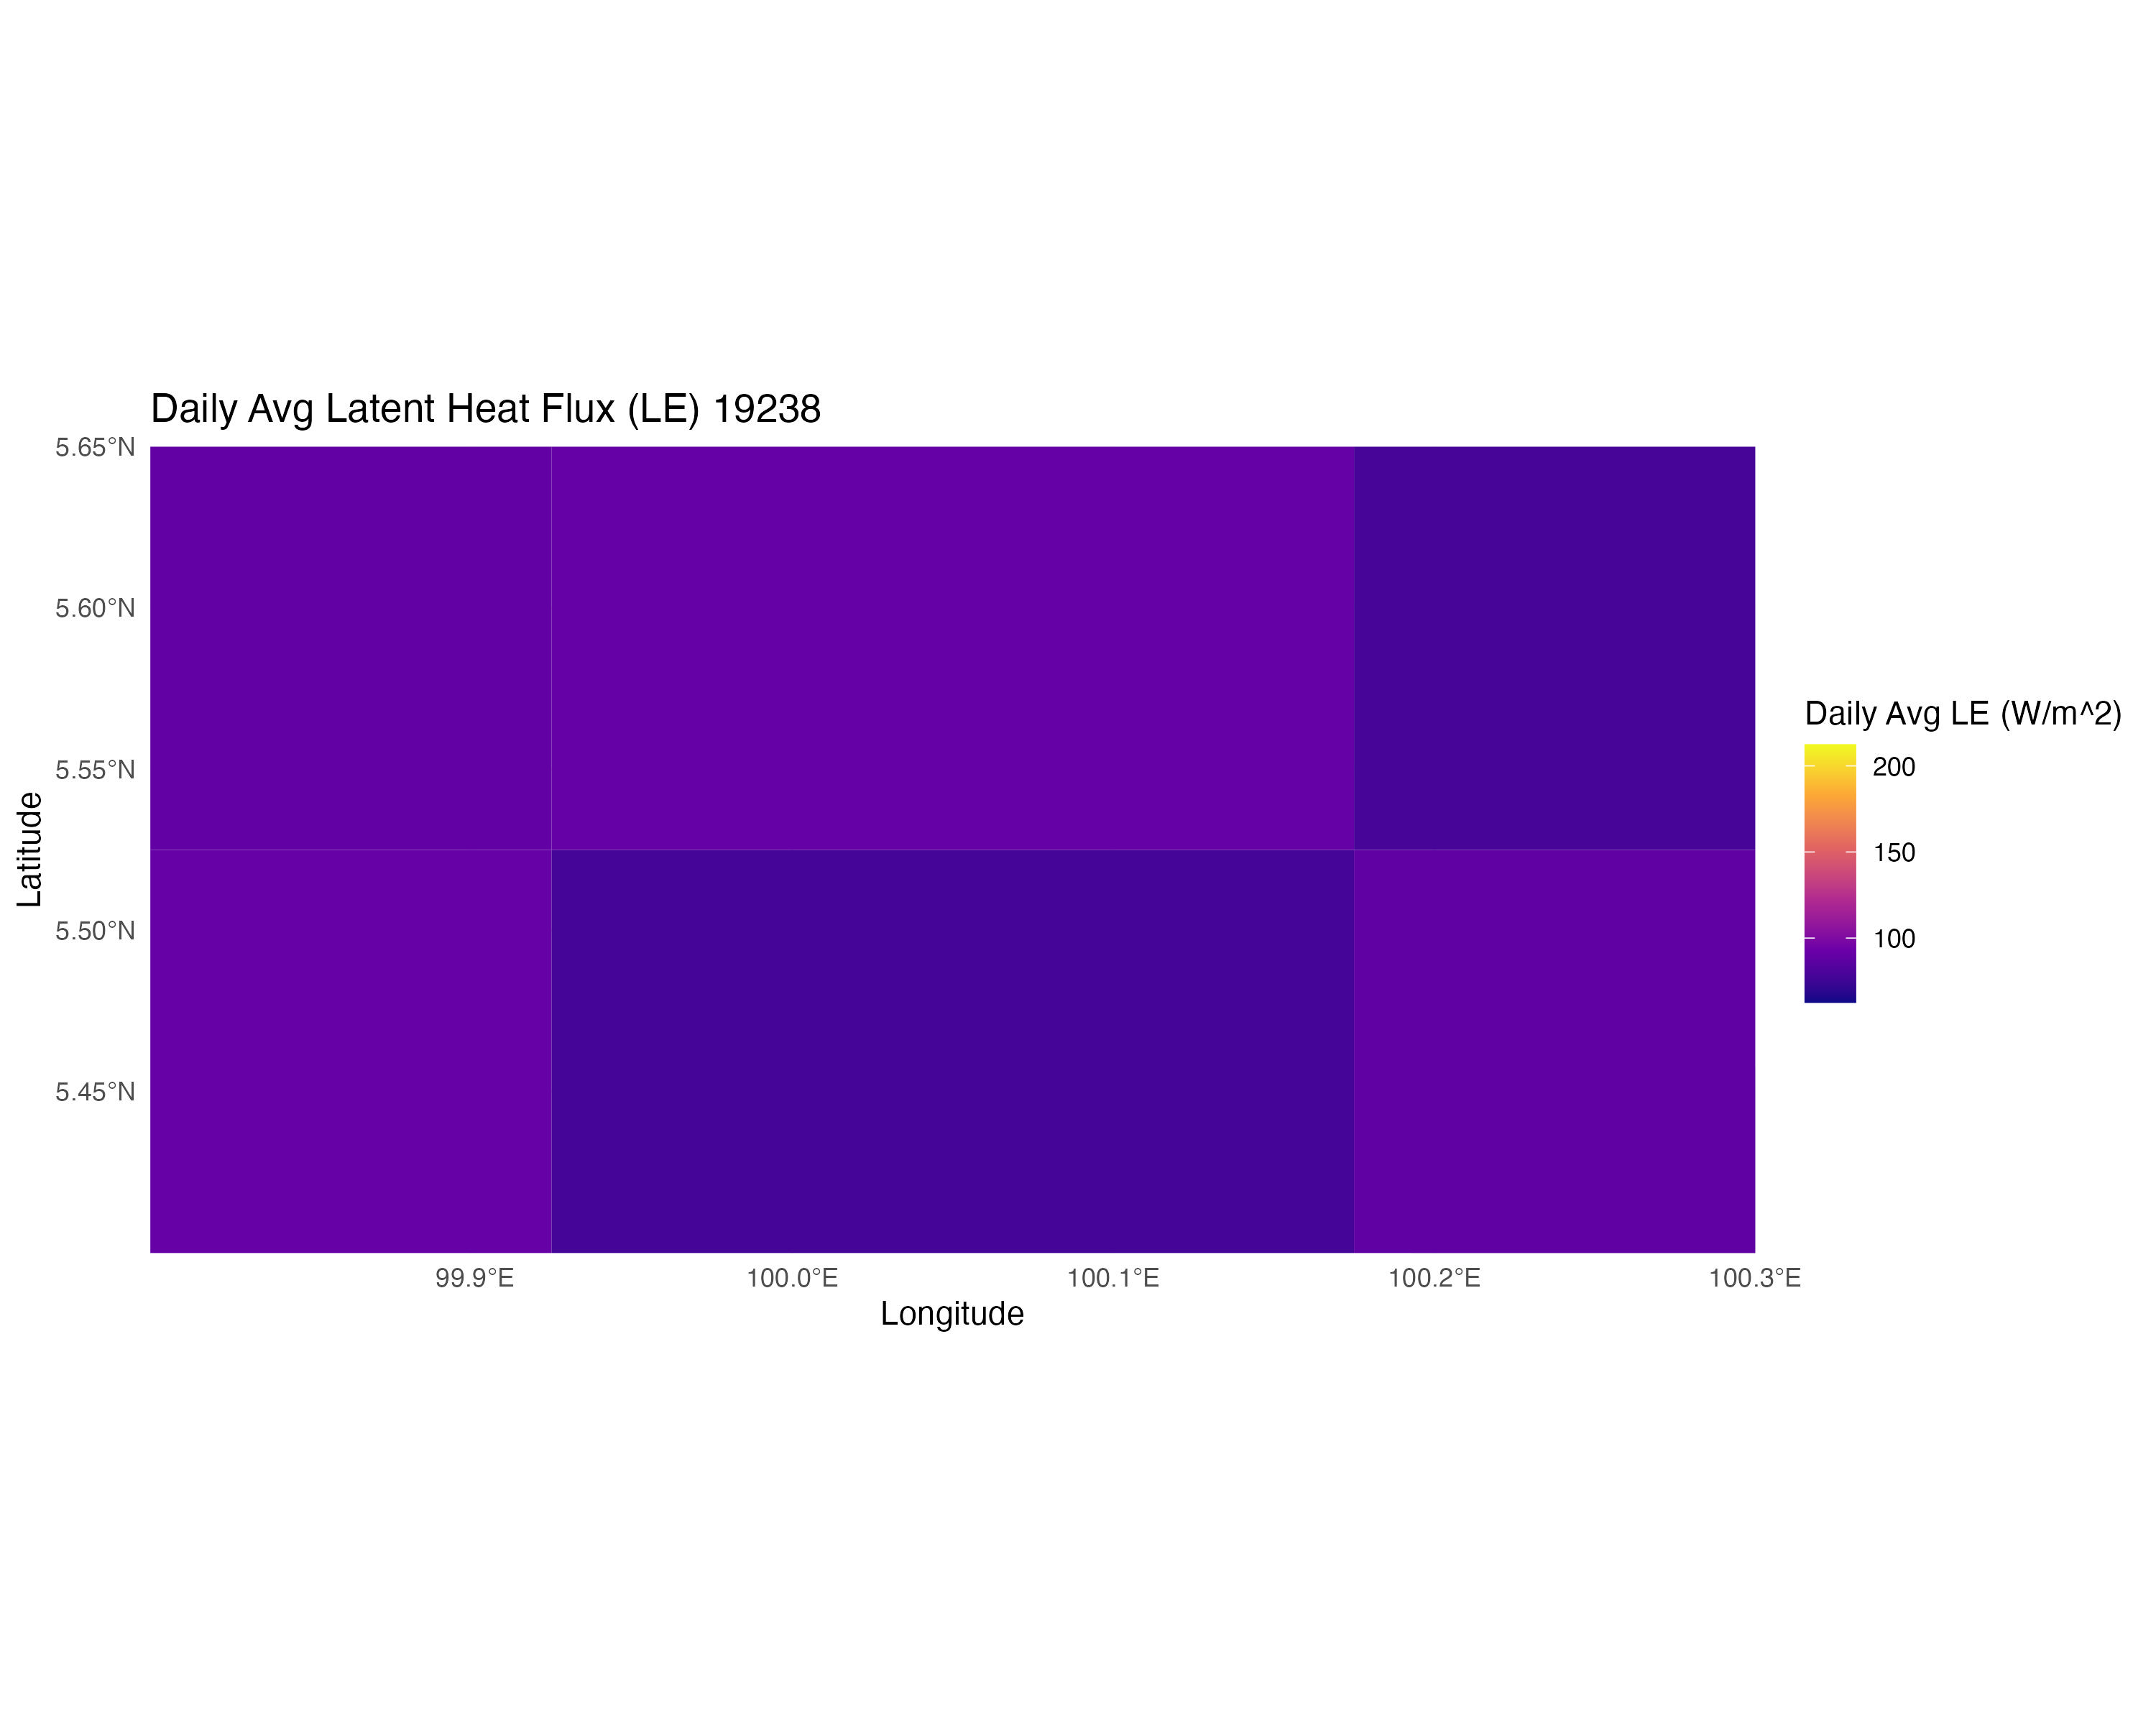 Daily Avg Latent Heat Flux (LE) 19238
5.65°N
5.60°N
5.55°N
5.50°N
5.45°N
Latitude
99.9°E 100.0°E 100.1°E 100.2°E 100.3°E
Longitude
Daily Avg LE (W/m^2)
200
150
100